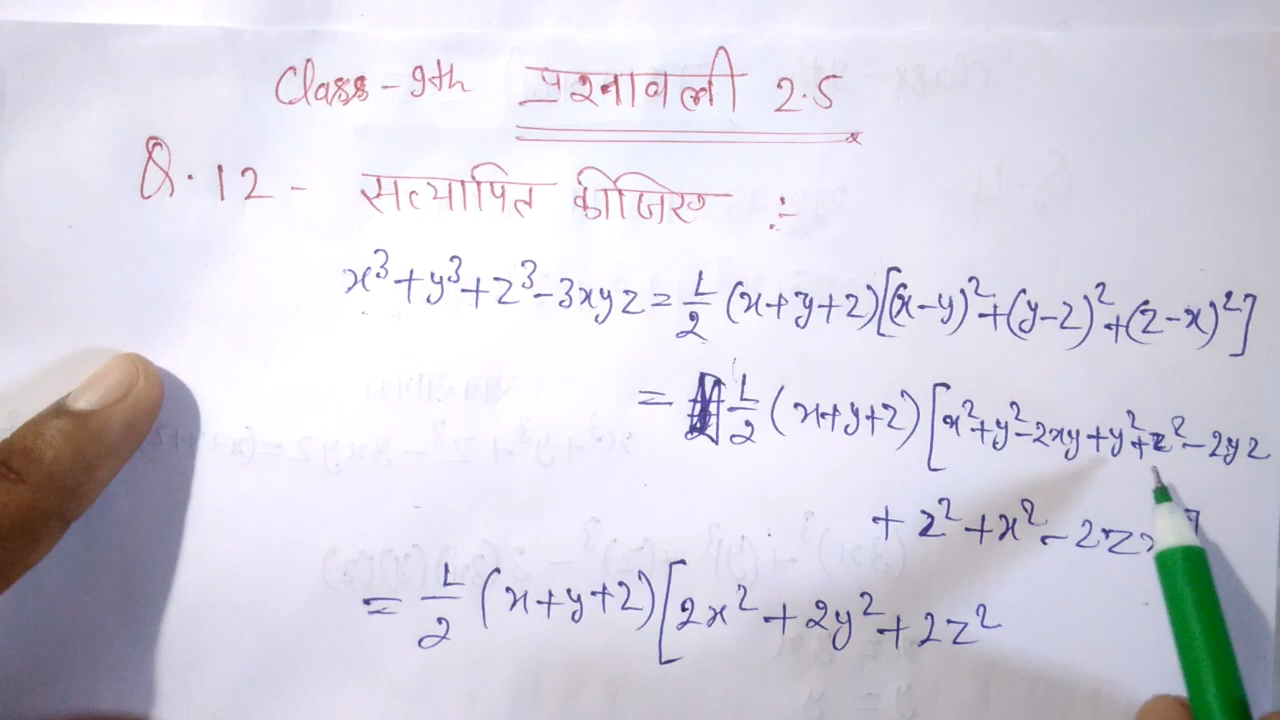 Class-9th प्रश्नावली 2.5
Q.12- सत्यापित कीजिए :-
x³+y³+z³-3xyz=1/2(x+y+z)[(x-y)²+(y-z)²+(z-x)²]
=1/2(x+y+z)[x²+y²-2xy+y²+z²-2yz
+z²+x²-2zx]
=1/2(x+y+z)[2x²+2y²+2z²